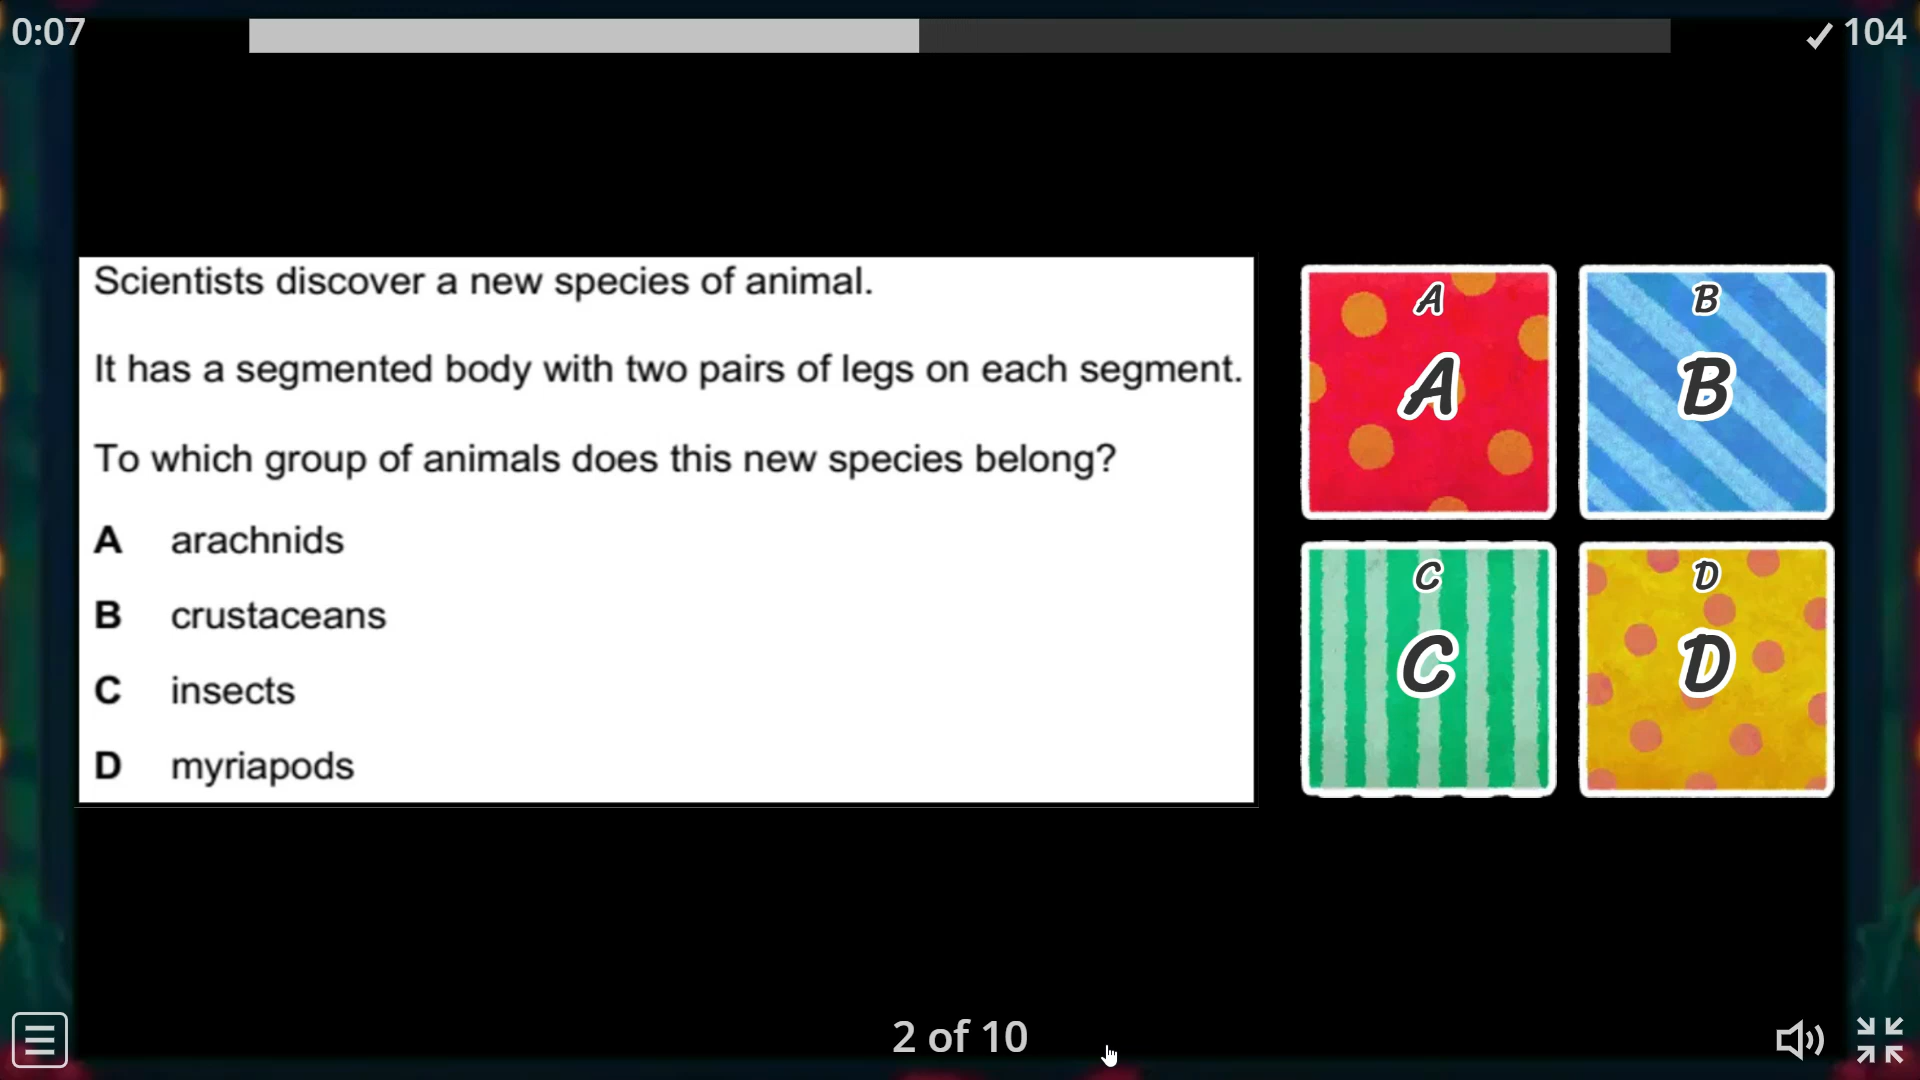 0:07
104
Scientists discover a new species of animal.
It has a segmented body with two pairs of legs on each segment.
To which group of animals does this new species belong?
A arachnids
B crustaceans
C insects
D myriapods
A
A
B
B
C
C
D
D
2 of 10